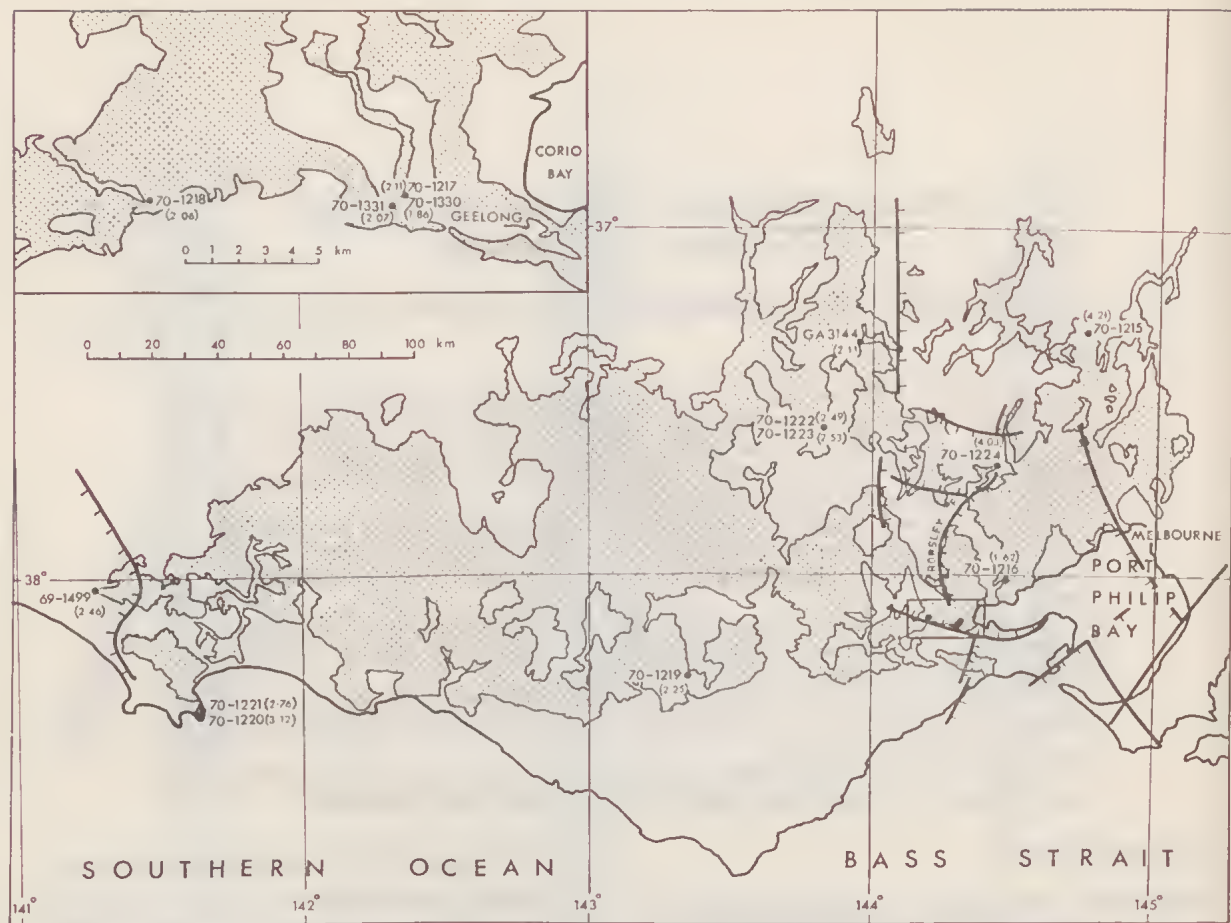 CORIO
BAY
(2.11) 70-1217
70-1218
(2.06)
70-1331 70-1330
(2.07) (1.86)
GEELONG
0 1 2 3 4 5 km
37°
0 20 40 60 80 100 km
GA3144
(2.11)
(4.21)
70-1215
70-1222 (2.49)
70-1223 (2.53)
(4.03)
70-1224
MELBOURNE
(1.62)
70-1216
38°
69-1499
(2.46)
PORT
PHILIP
BAY
70-1219
(2.25)
70-1221 (2.76)
70-1220 (3.12)
SOUTHERN OCEAN
BASS STRAIT
141° 142° 143° 144° 145°